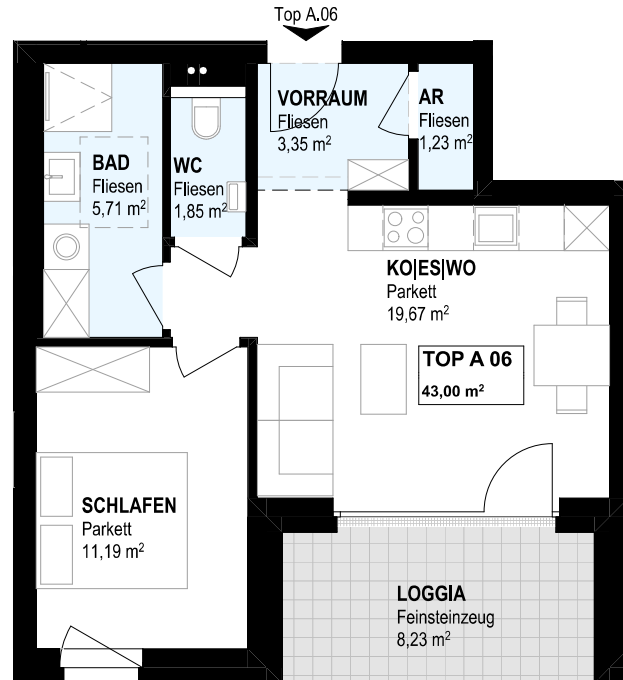 Top A.06
VORRAUM
Fliesen
3,35 m²
AR
Fliesen
1,23 m²
BAD
Fliesen
5,71 m²
WC
Fliesen
1,85 m²
KO|ES|WO
Parkett
19,67 m²
TOP A 06
43,00 m²
SCHLAFEN
Parkett
11,19 m²
LOGGIA
Feinsteinzeug
8,23 m²